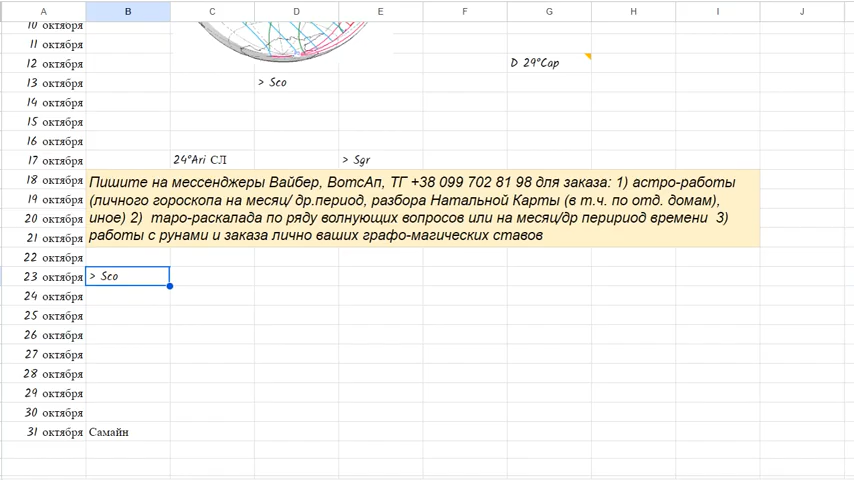 A B C D E F G H I J
10 октября
11 октября
12 октября D 29°Cap
13 октября > Sco
14 октября
15 октября
16 октября
17 октября 24°Ari СЛ > Sgr
18 октября
19 октября
20 октября
21 октября
Пишите на мессенджеры Вайбер, ВотсАп, ТГ +38 099 702 81 98 для заказа: 1) астро-работы
(личного гороскопа на месяц/ др.период, разбора Натальной Карты (в т.ч. по отд. домам),
иное) 2) таро-раскалада по ряду волнующих вопросов или на месяц/др перириод времени 3)
работы с рунами и заказа лично ваших графо-магических ставов
22 октября
23 октября > Sco
24 октября
25 октября
26 октября
27 октября
28 октября
29 октября
30 октября
31 октября Самайн